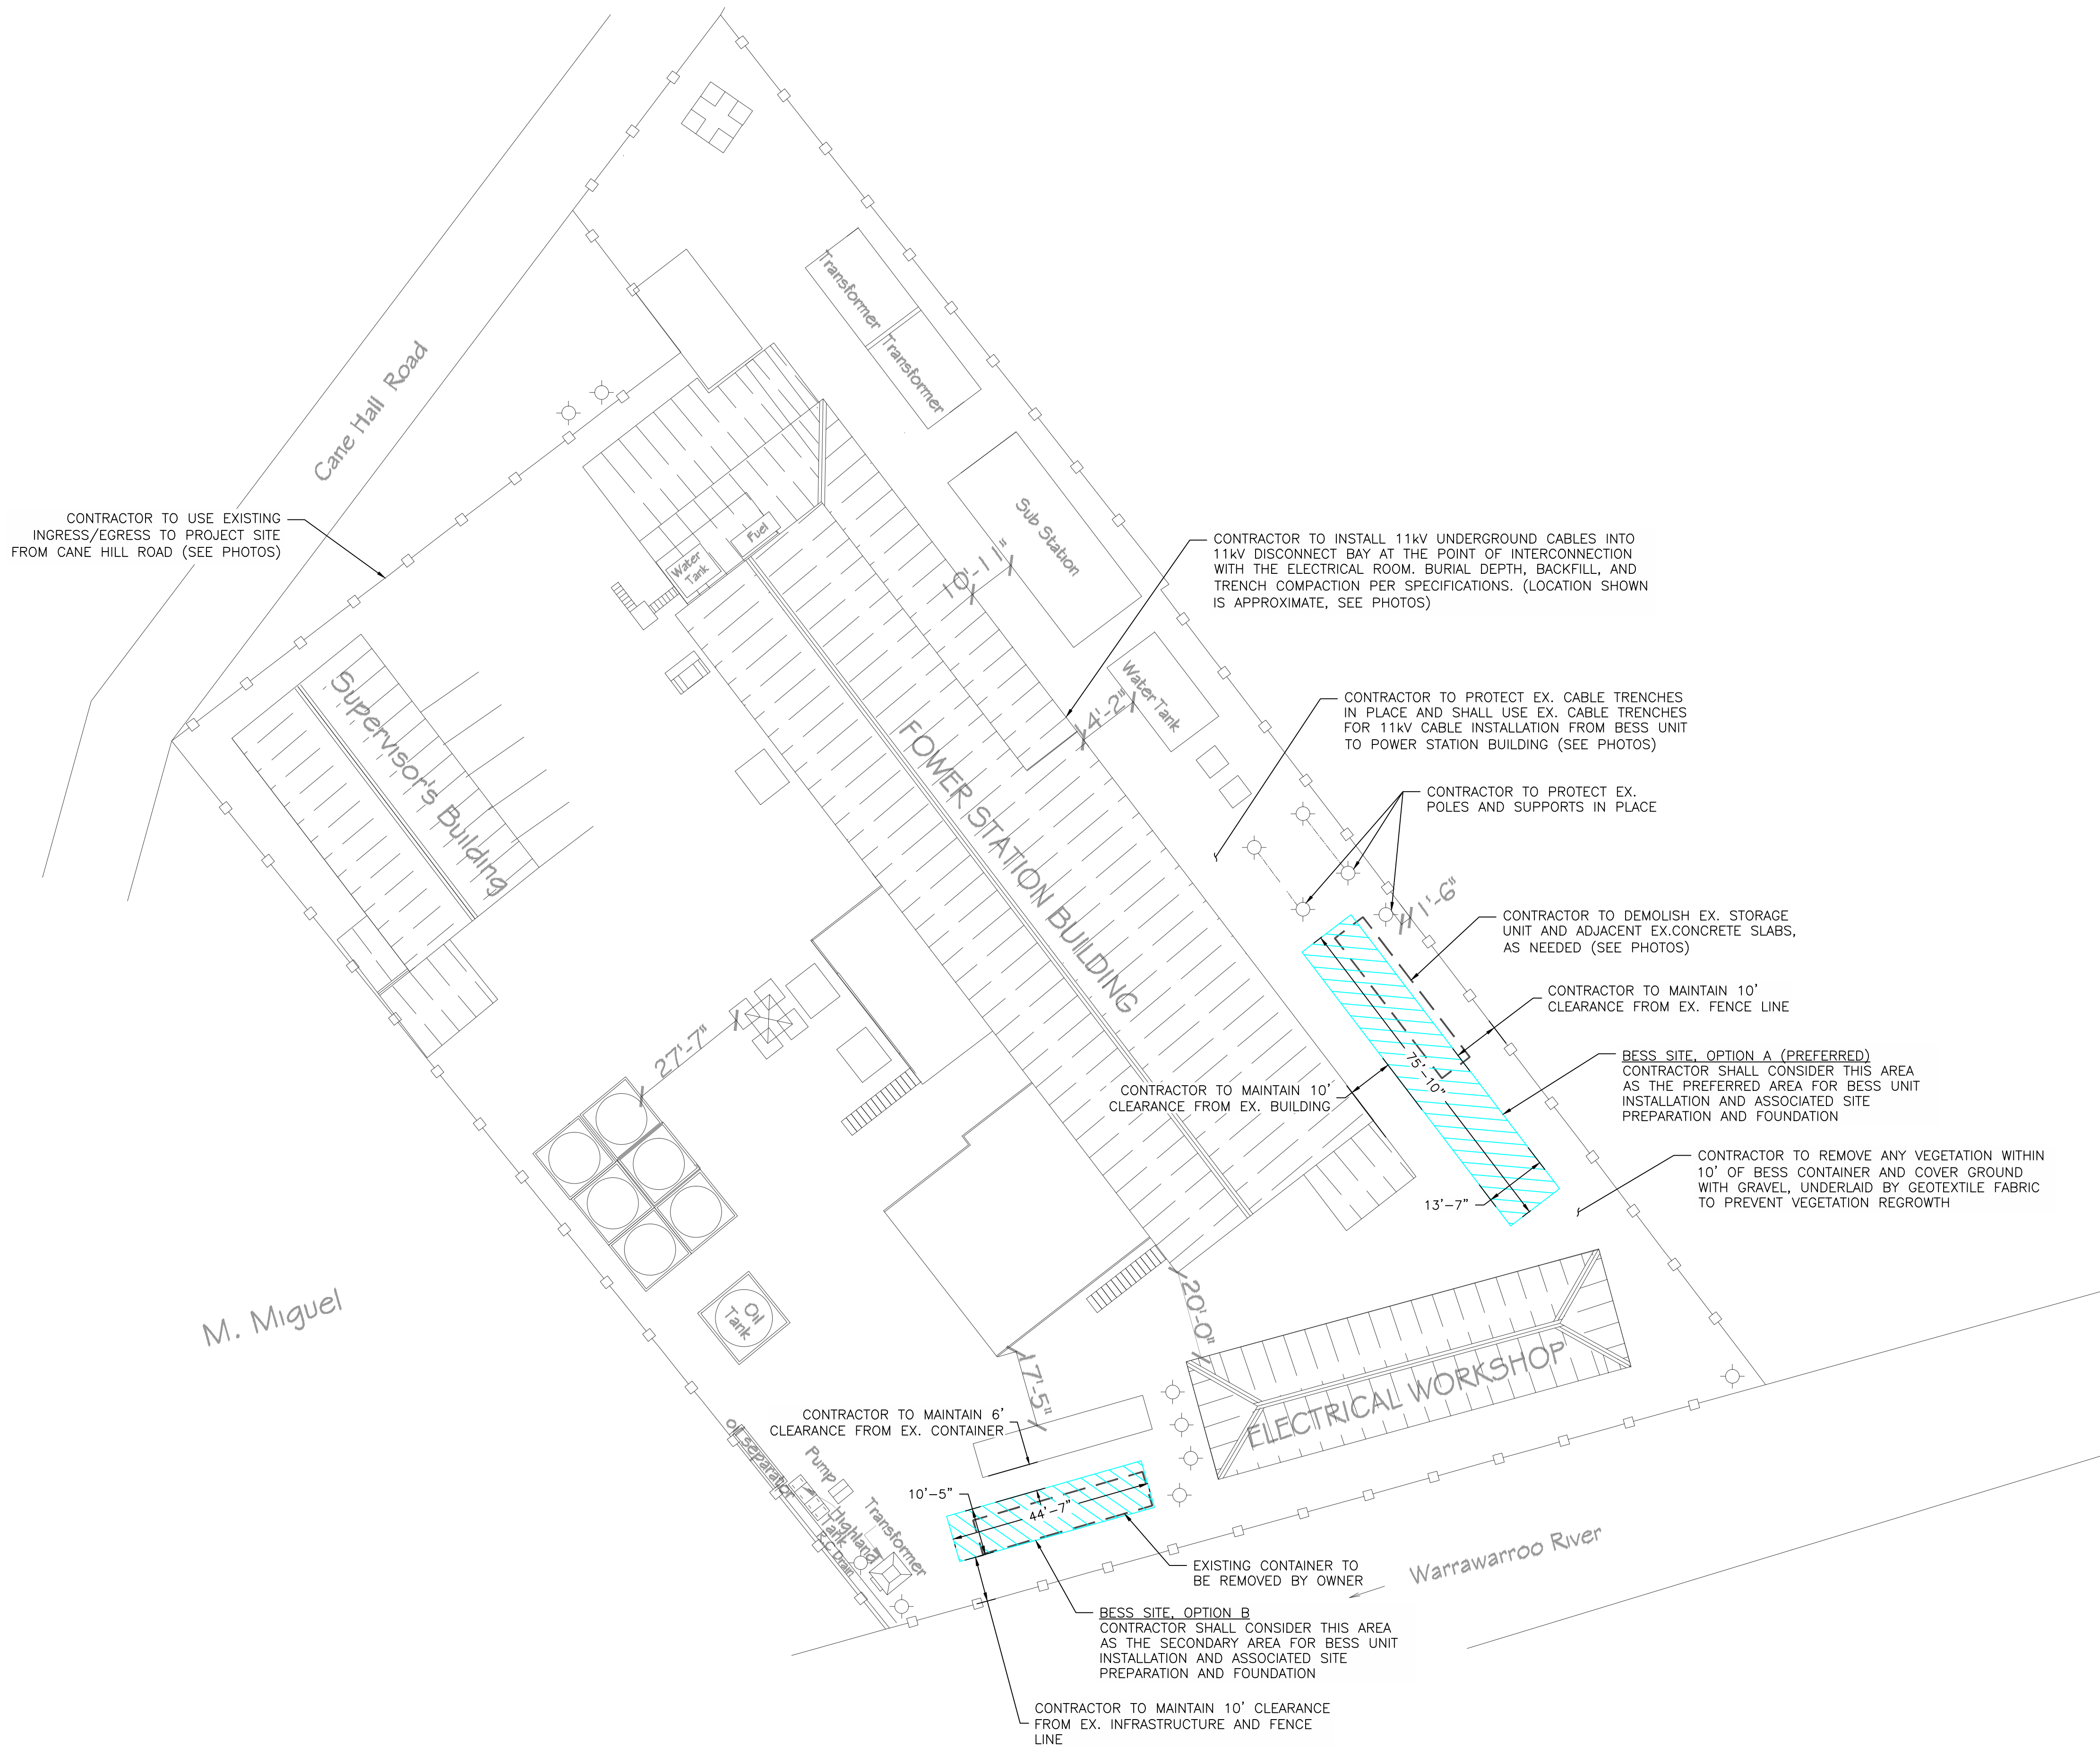 Cane Hall Road
Transformer
Transformer
Sub Station
CONTRACTOR TO USE EXISTING
INGRESS/EGRESS TO PROJECT SITE
FROM CANE HILL ROAD (SEE PHOTOS)
Fuel
Water
Tank
10'-11"
CONTRACTOR TO INSTALL 11kV UNDERGROUND CABLES INTO
11kV DISCONNECT BAY AT THE POINT OF INTERCONNECTION
WITH THE ELECTRICAL ROOM. BURIAL DEPTH, BACKFILL, AND
TRENCH COMPACTION PER SPECIFICATIONS. (LOCATION SHOWN
IS APPROXIMATE, SEE PHOTOS)
Supervisor's Building
Water Tank
14'-2"
FOWER STATION BUILDING
CONTRACTOR TO PROTECT EX. CABLE TRENCHES
IN PLACE AND SHALL USE EX. CABLE TRENCHES
FOR 11kV CABLE INSTALLATION FROM BESS UNIT
TO POWER STATION BUILDING (SEE PHOTOS)
CONTRACTOR TO PROTECT EX.
POLES AND SUPPORTS IN PLACE
11'-6"
CONTRACTOR TO DEMOLISH EX. STORAGE
UNIT AND ADJACENT EX.CONCRETE SLABS,
AS NEEDED (SEE PHOTOS)
CONTRACTOR TO MAINTAIN 10'
CLEARANCE FROM EX. FENCE LINE
27'-7"
75'-10"
BESS SITE, OPTION A (PREFERRED)
CONTRACTOR SHALL CONSIDER THIS AREA
AS THE PREFERRED AREA FOR BESS UNIT
INSTALLATION AND ASSOCIATED SITE
PREPARATION AND FOUNDATION
CONTRACTOR TO MAINTAIN 10'
CLEARANCE FROM EX. BUILDING
CONTRACTOR TO REMOVE ANY VEGETATION WITHIN
10' OF BESS CONTAINER AND COVER GROUND
WITH GRAVEL, UNDERLAID BY GEOTEXTILE FABRIC
TO PREVENT VEGETATION REGROWTH
13'-7"
M. Miguel
Oil
Tank
20'-0"
17'-5"
ELECTRICAL WORKSHOP
CONTRACTOR TO MAINTAIN 6'
CLEARANCE FROM EX. CONTAINER
oil separator
Pump
Highland
Tank
R.C Drain
Transformer
10'-5"
44'-7"
Warrawarroo River
EXISTING CONTAINER TO
BE REMOVED BY OWNER
BESS SITE, OPTION B
CONTRACTOR SHALL CONSIDER THIS AREA
AS THE SECONDARY AREA FOR BESS UNIT
INSTALLATION AND ASSOCIATED SITE
PREPARATION AND FOUNDATION
CONTRACTOR TO MAINTAIN 10' CLEARANCE
FROM EX. INFRASTRUCTURE AND FENCE
LINE